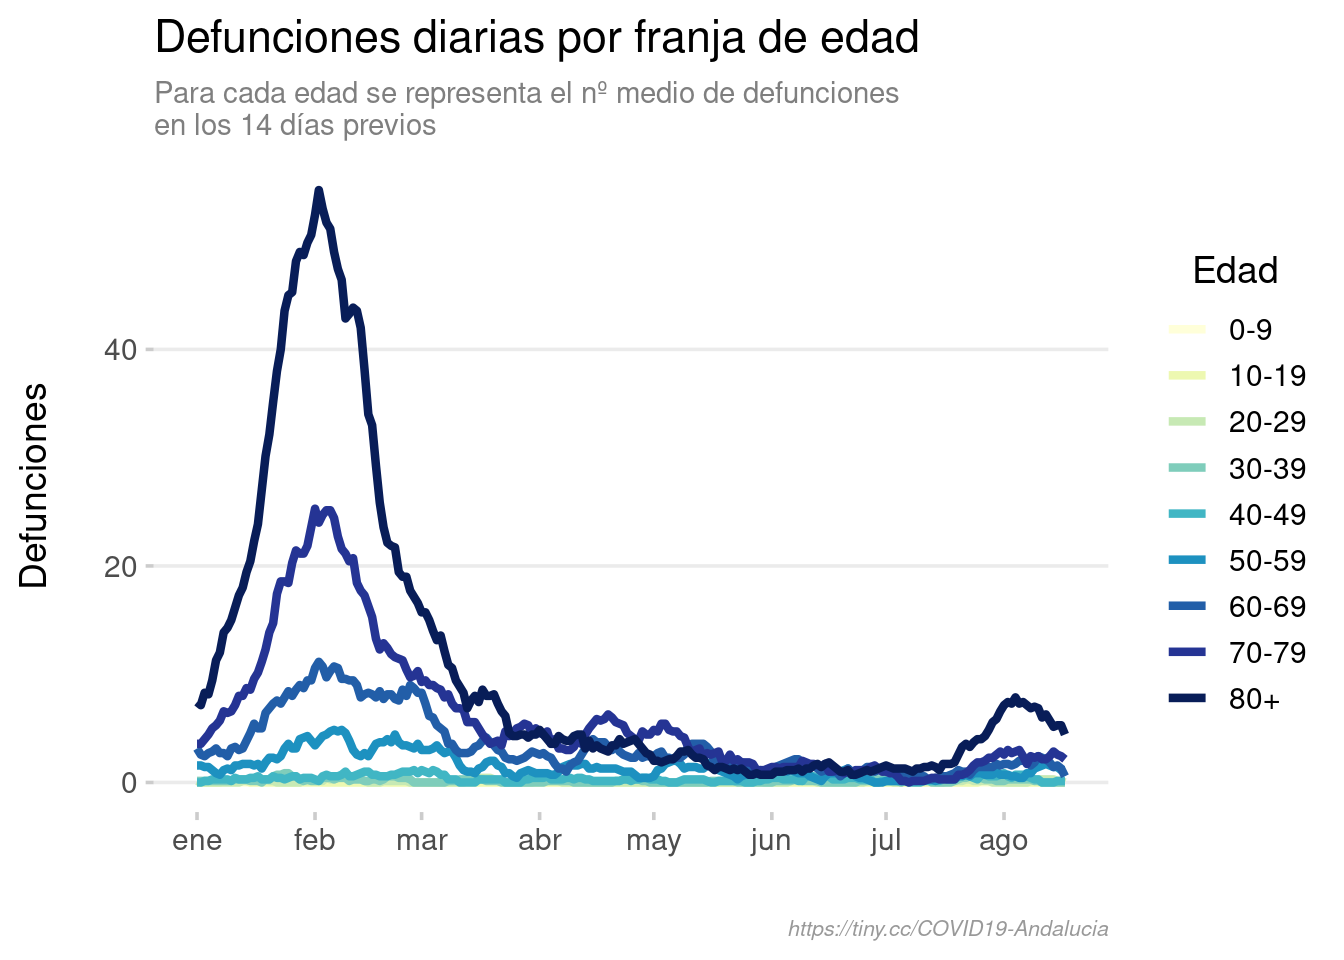 Defunciones diarias por franja de edad
Para cada edad se representa el nº medio de defunciones
en los 14 días previos
Defunciones
40
20
0
ene
feb
mar
abr
may
jun
jul
ago
Edad
0-9
10-19
20-29
30-39
40-49
50-59
60-69
70-79
80+
https://tiny.cc/COVID19-Andalucia